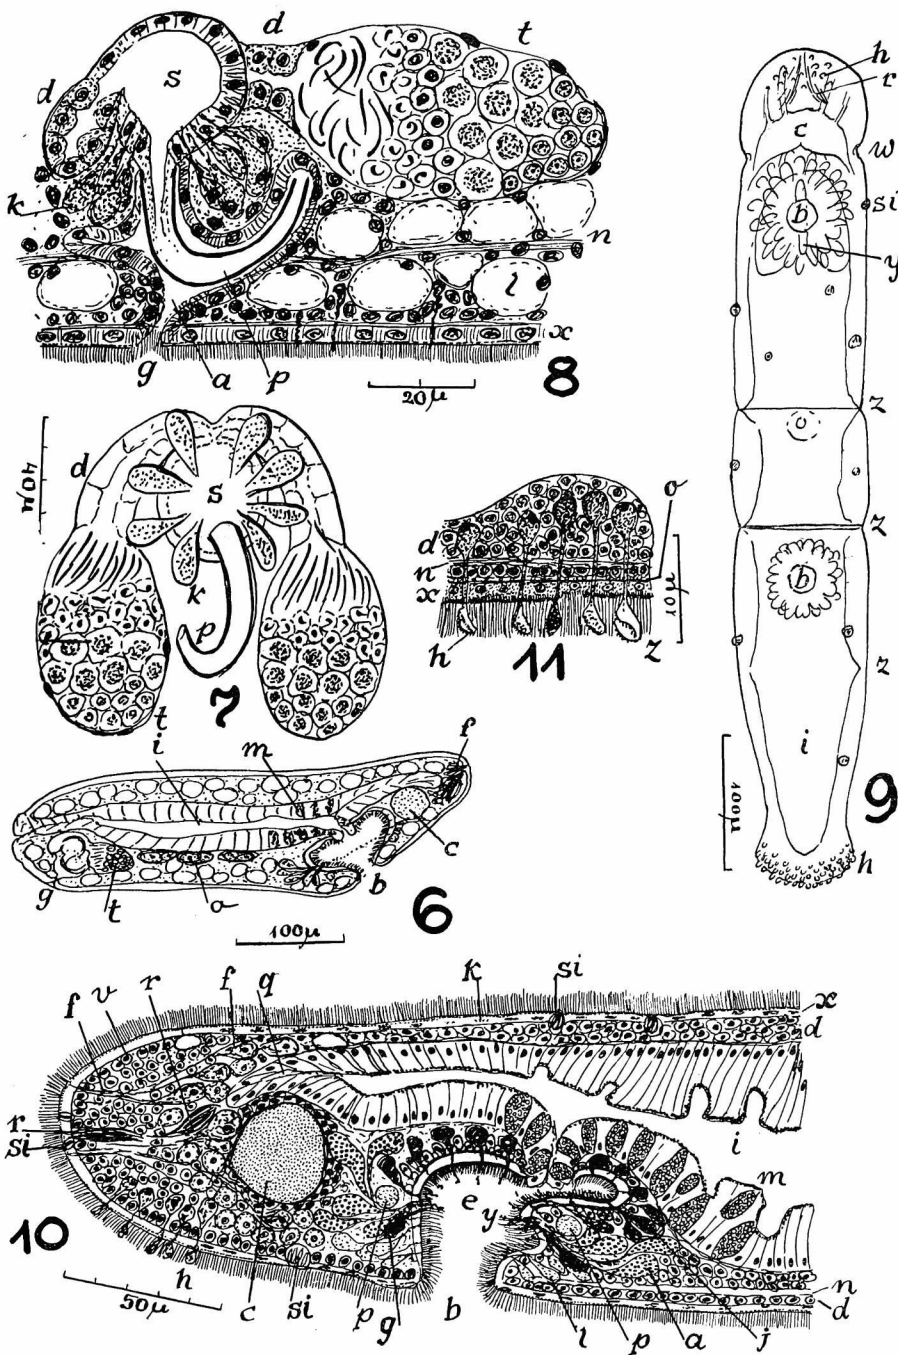 d
d
t
h
r
s
d
c
w
k
si
b
n
y
l
x
g
a
p
8
20µ
z
40µ
d
s
o
d
n
z
x
k
10µ
p
h
z
b
11
7
t
i
m
f
z
i
9
100µ
c
g
t
o
b
h
6
100µ
f
v
r
f
q
k
si
x
d
r
si
i
m
e
y
10
n
d
h
c
si
p
g
b
l
p
a
j
50µ